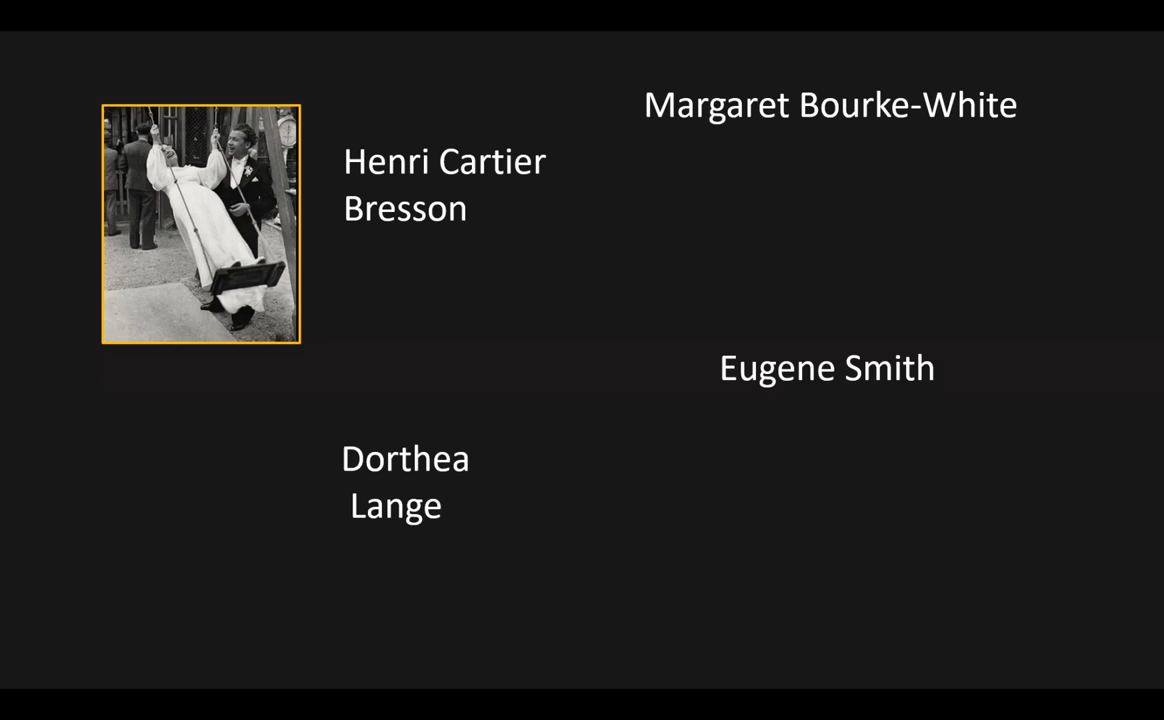 Margaret Bourke-White
Henri Cartier
Bresson
Eugene Smith
Dorthea
Lange